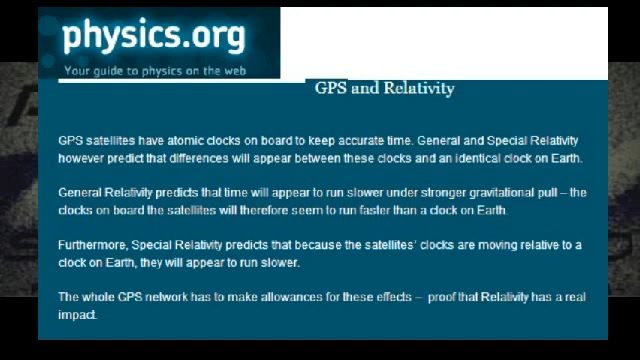 physics.org
Your guide to physics on the web
GPS and Relativity
GPS satellites have atomic clocks on board to keep accurate time. General and Special Relativity
however predict that differences will appear between these clocks and an identical clock on Earth.
General Relativity predicts that time will appear to run slower under stronger gravitational pull – the
clocks on board the satellites will therefore seem to run faster than a clock on Earth.
Furthermore, Special Relativity predicts that because the satellites' clocks are moving relative to a
clock on Earth, they will appear to run slower.
The whole GPS network has to make allowances for these effects – proof that Relativity has a real
impact.